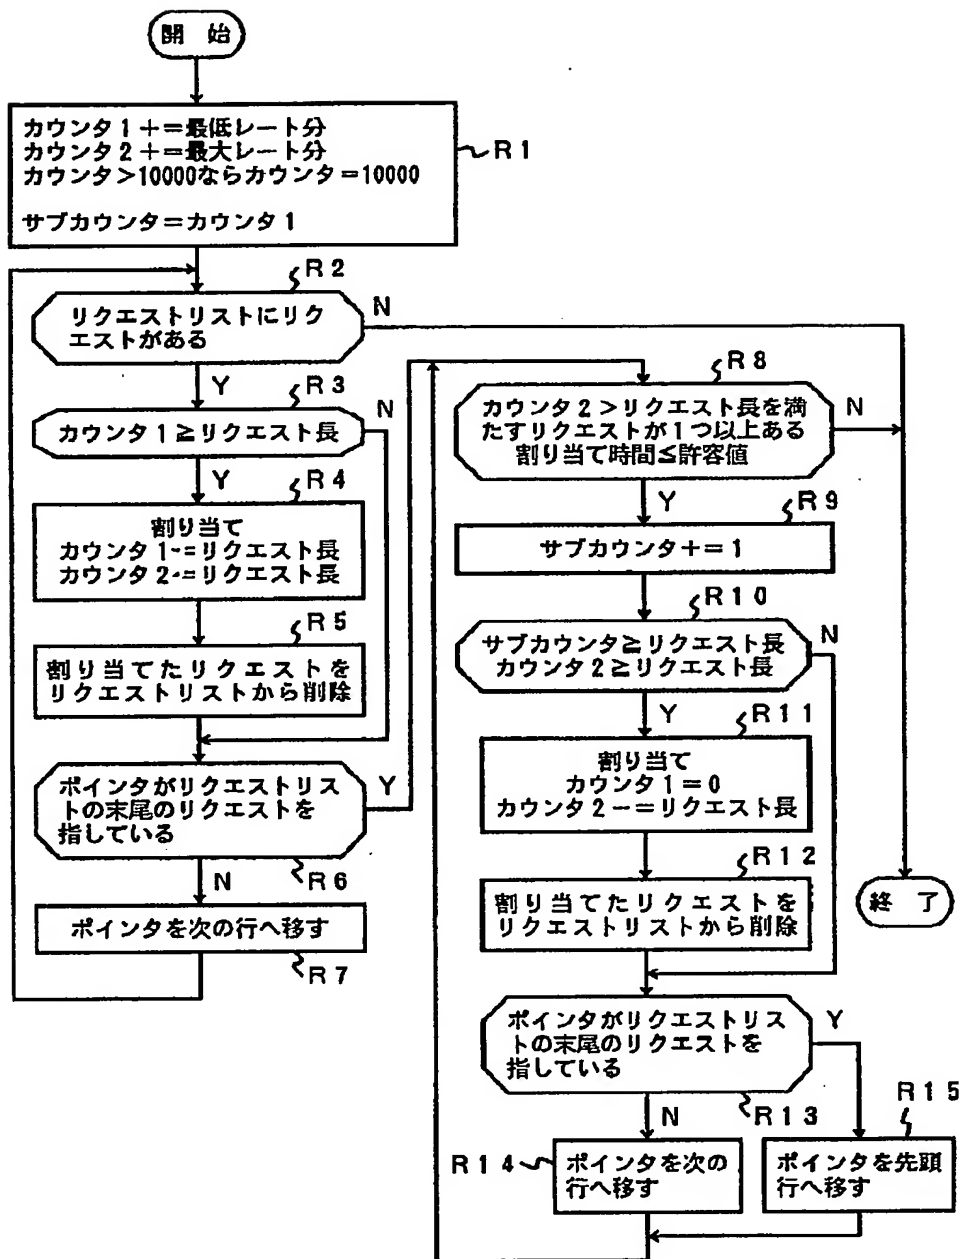 開 始
カウンタ1+=最低レート分
カウンタ2+=最大レート分
カウンタ>10000ならカウンタ=10000
サブカウンタ=カウンタ1
R1
R2
リクエストリストにリク
エストがある
N
Y
R3
カウンタ1≧リクエスト長
N
Y
R4
割り当て
カウンタ1-=リクエスト長
カウンタ2-=リクエスト長
R5
割り当てたリクエストを
リクエストリストから削除
ポインタがリクエストリス
トの末尾のリクエストを
指している
Y
R6
N
ポインタを次の行へ移す
R7
R8
カウンタ2>リクエスト長を満
たすリクエストが1つ以上ある
割り当て時間≦許容値
N
Y
R9
サブカウンタ+=1
R10
サブカウンタ≧リクエスト長
カウンタ2≧リクエスト長
N
Y
R11
割り当て
カウンタ1=0
カウンタ2-=リクエスト長
R12
割り当てたリクエストを
リクエストリストから削除
終 了
ポインタがリクエストリス
トの末尾のリクエストを
指している
Y
R13
N
R15
R14
ポインタを次の
行へ移す
ポインタを先頭
行へ移す